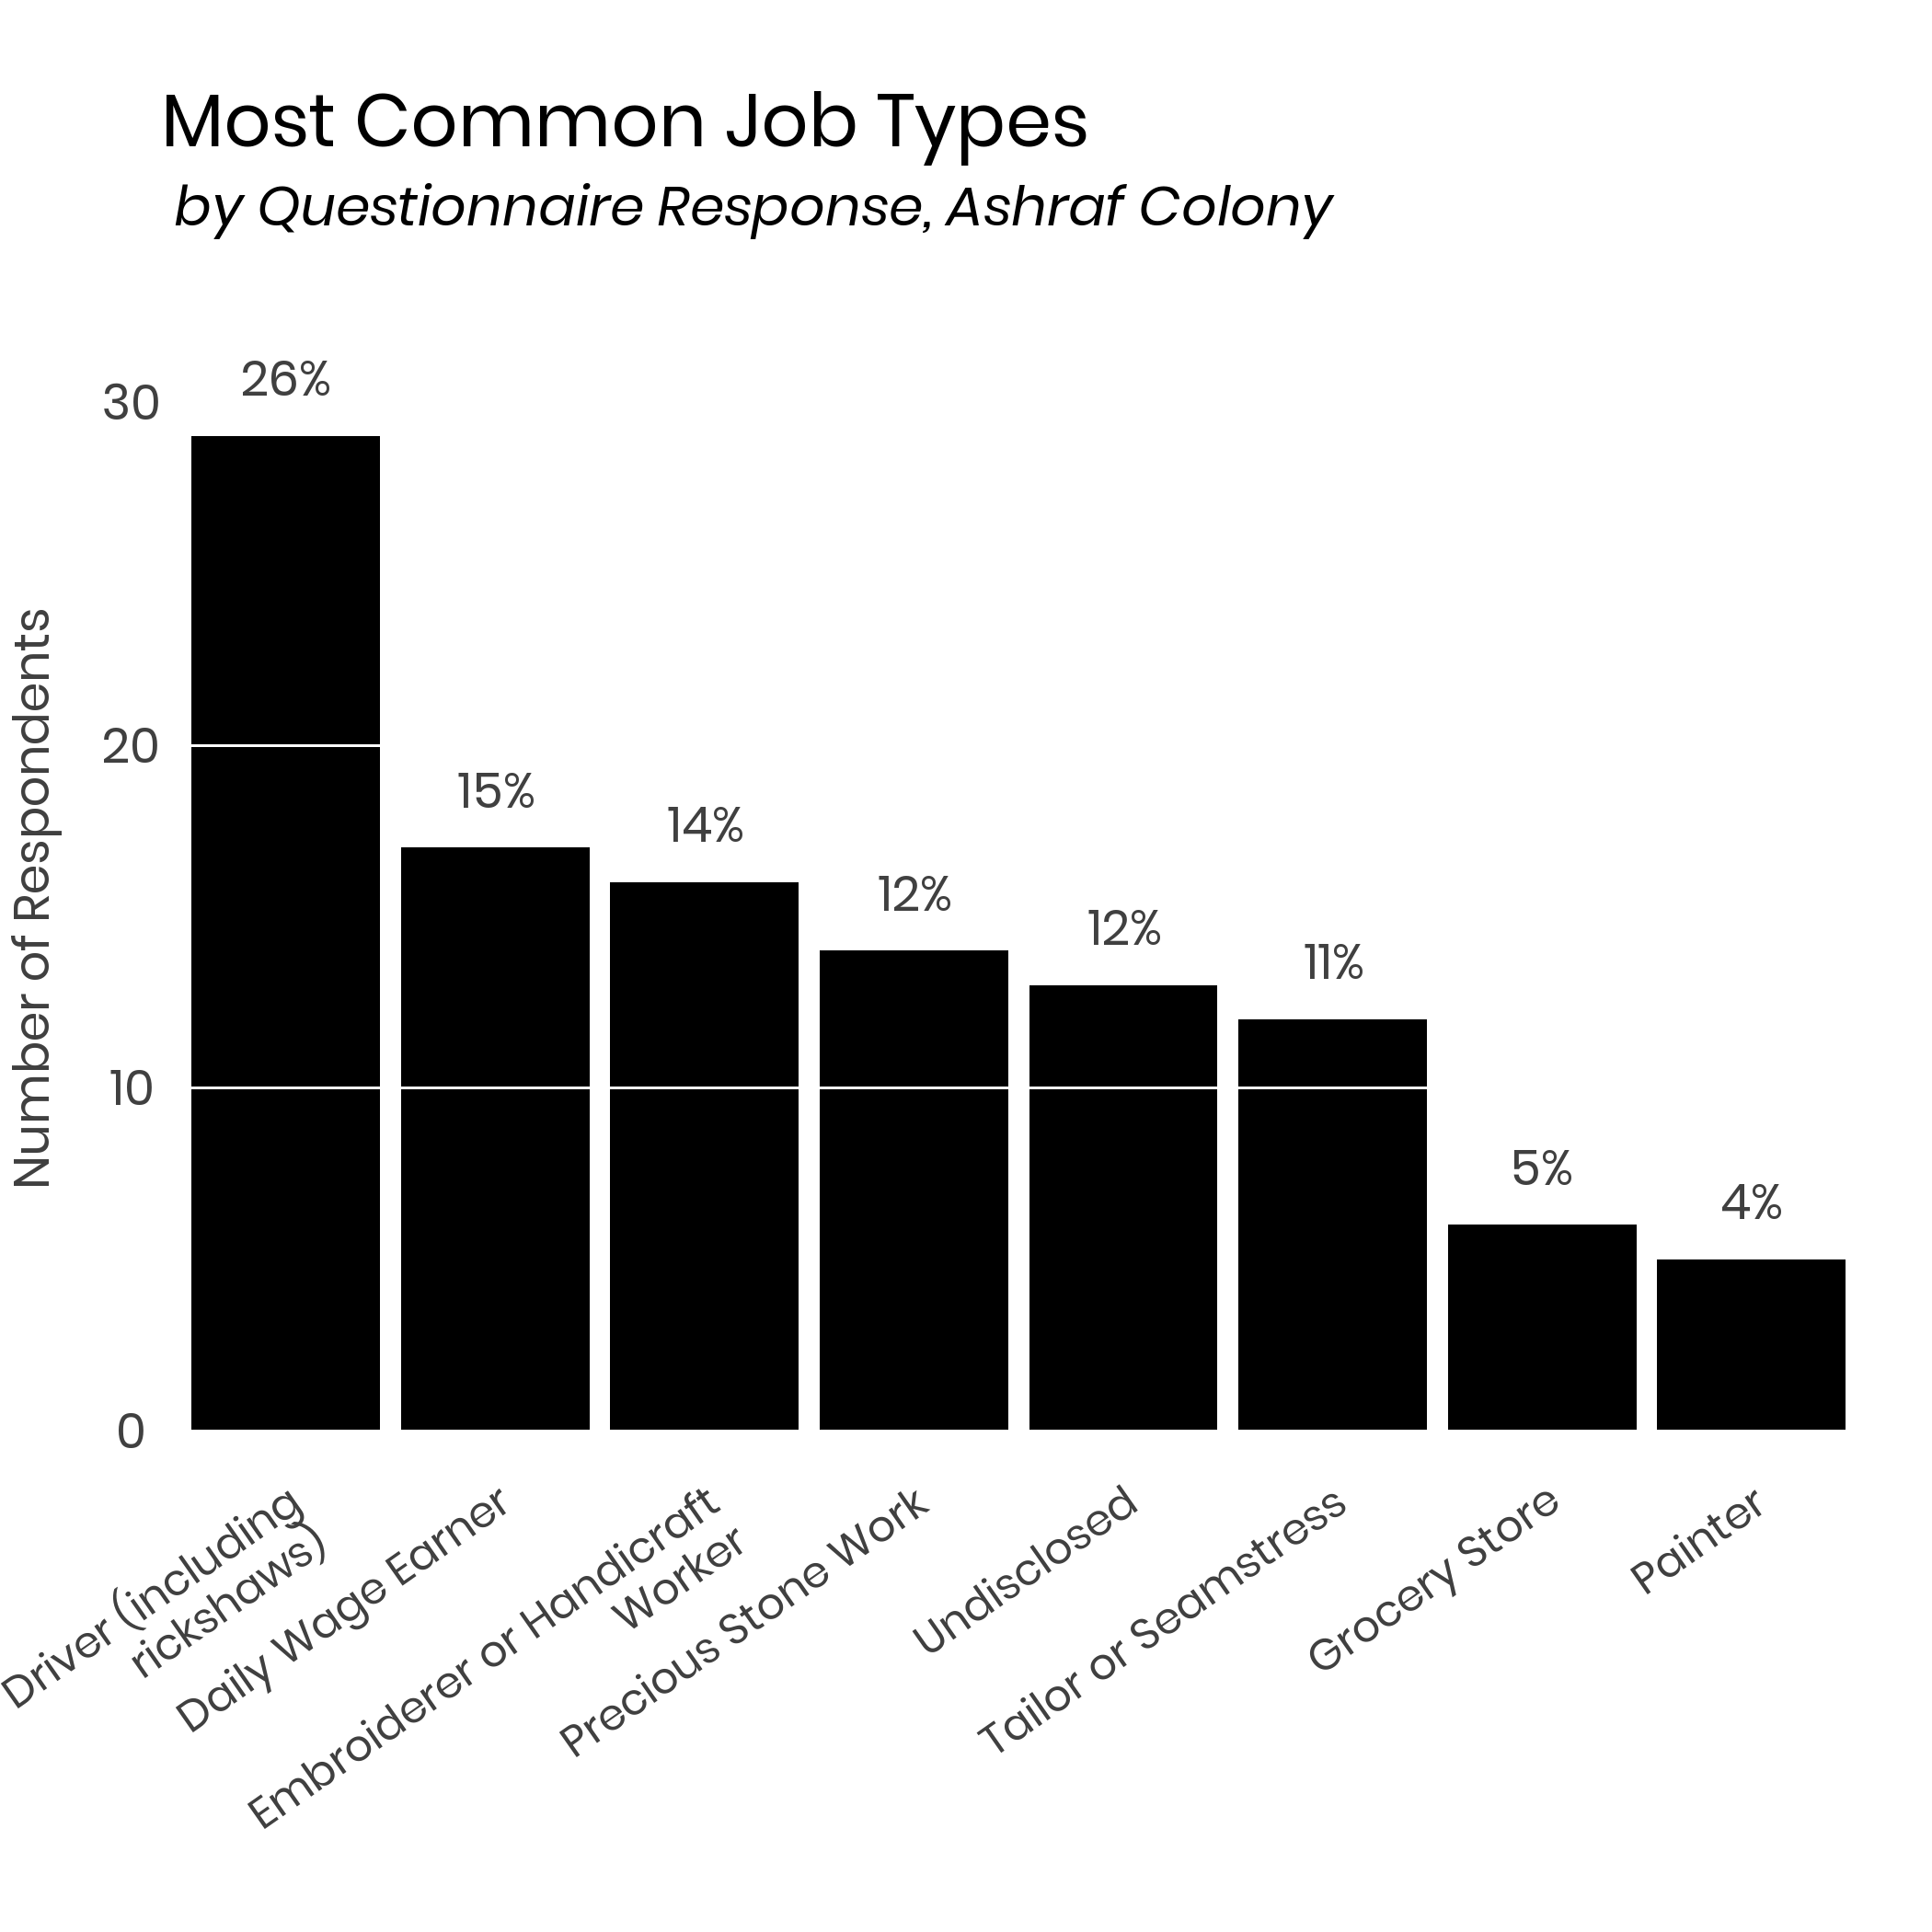 Most Common Job Types
by Questionnaire Response, Ashraf Colony
Number of Respondents
30
20
10
0
26%
15%
14%
12%
12%
11%
5%
4%
Driver (including
rickshaws)
Daily Wage Earner
Embroiderer or Handicraft
Worker
Precious Stone Work
Undisclosed
Tailor or Seamstress
Grocery Store
Painter